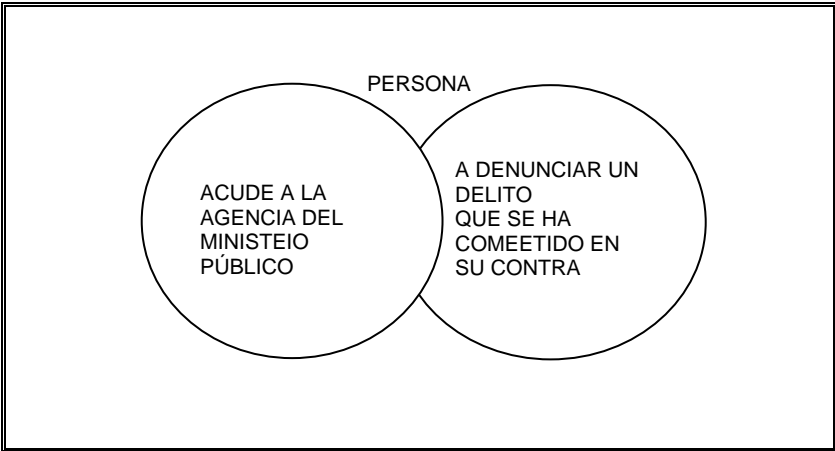 PERSONA
ACUDE A LA
AGENCIA DEL
MINISTEIO
PÚBLICO
A DENUNCIAR UN
DELITO
QUE SE HA
COMEETIDO EN
SU CONTRA